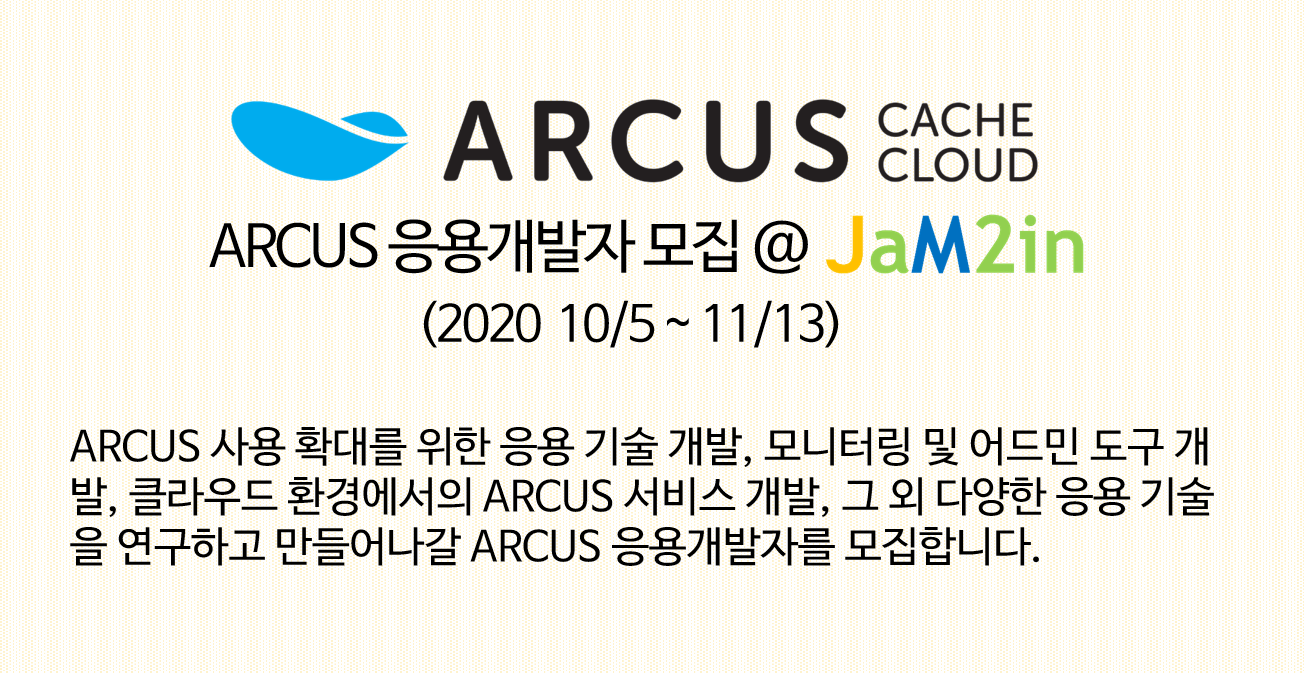 ARCUS CACHE CLOUD
ARCUS 응용개발자 모집 @ JaM2in
(2020 10/5 ~ 11/13)
ARCUS 사용 확대를 위한 응용 기술 개발, 모니터링 및 어드민 도구 개
발, 클라우드 환경에서의 ARCUS 서비스 개발, 그 외 다양한 응용 기술
을 연구하고 만들어나갈 ARCUS 응용개발자를 모집합니다.